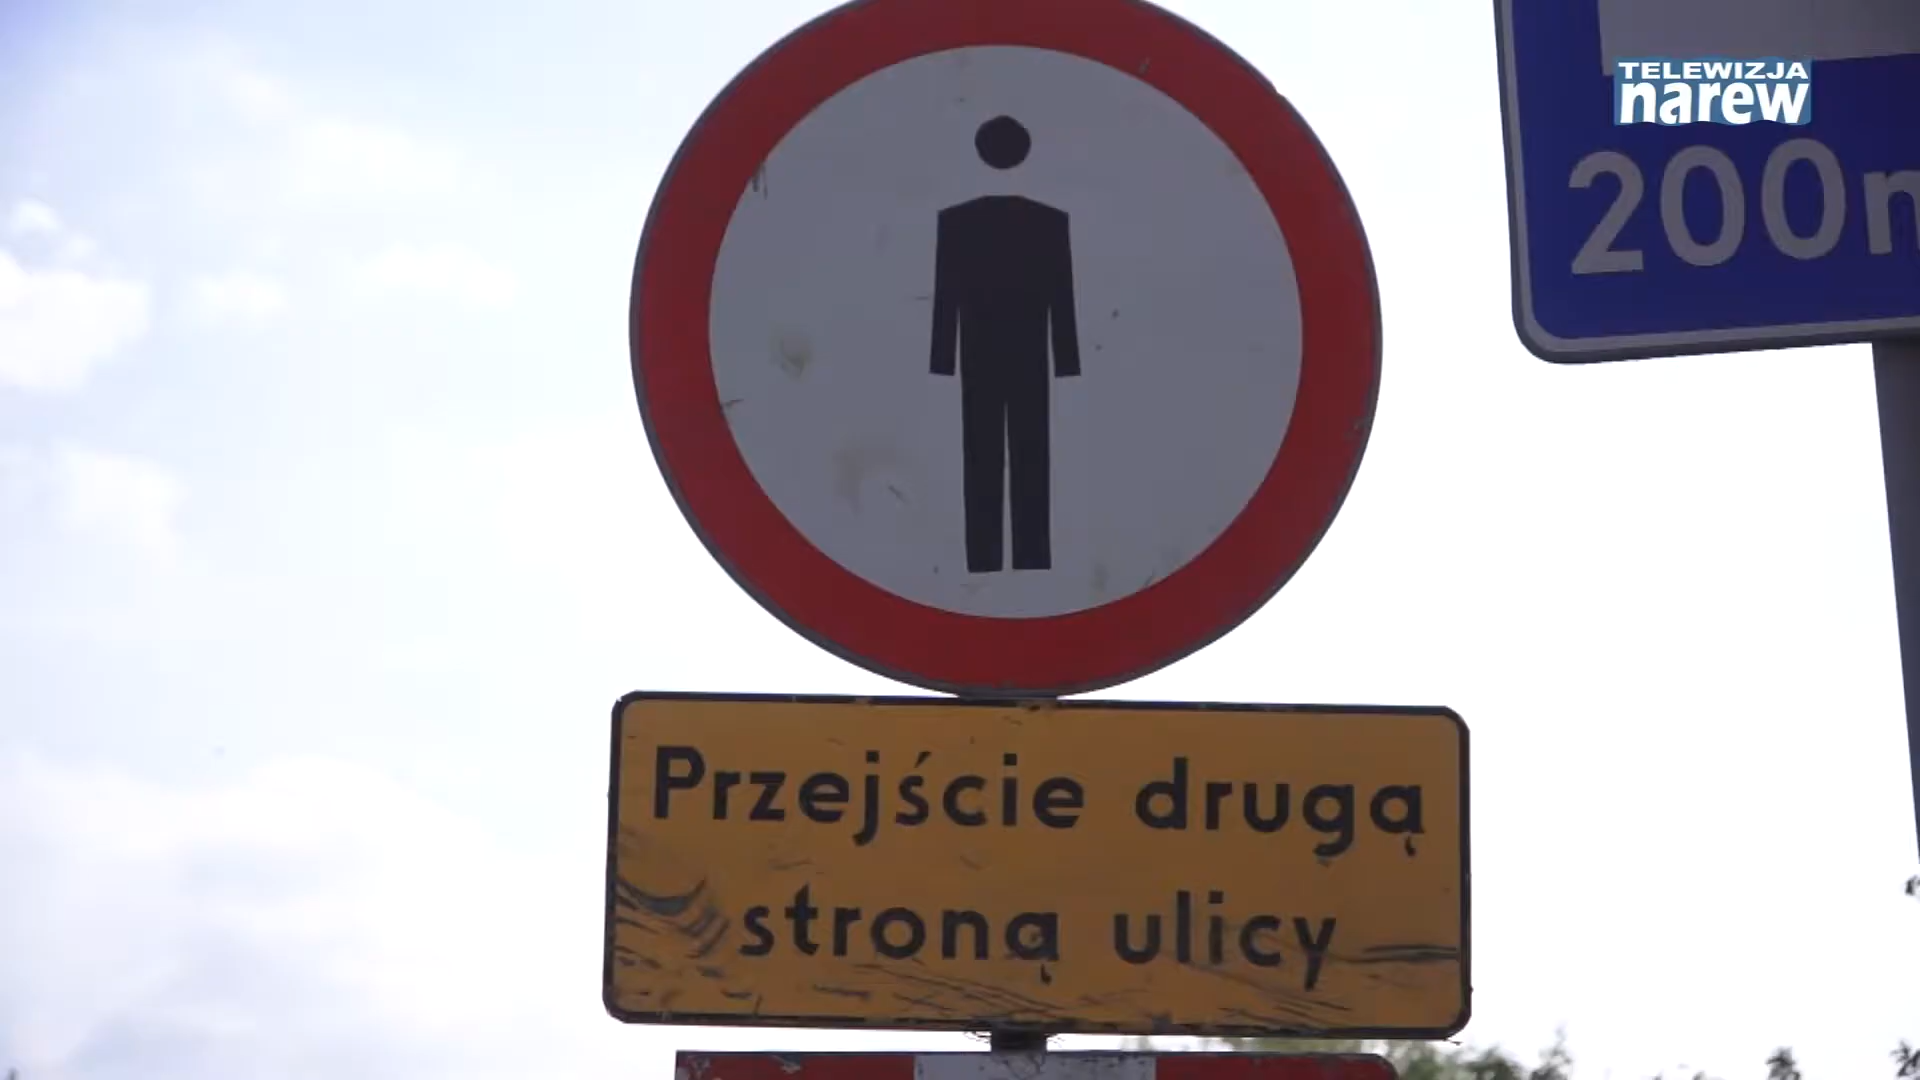 TELEWIZJA
narew
200m
Przejście drugą
stroną ulicy